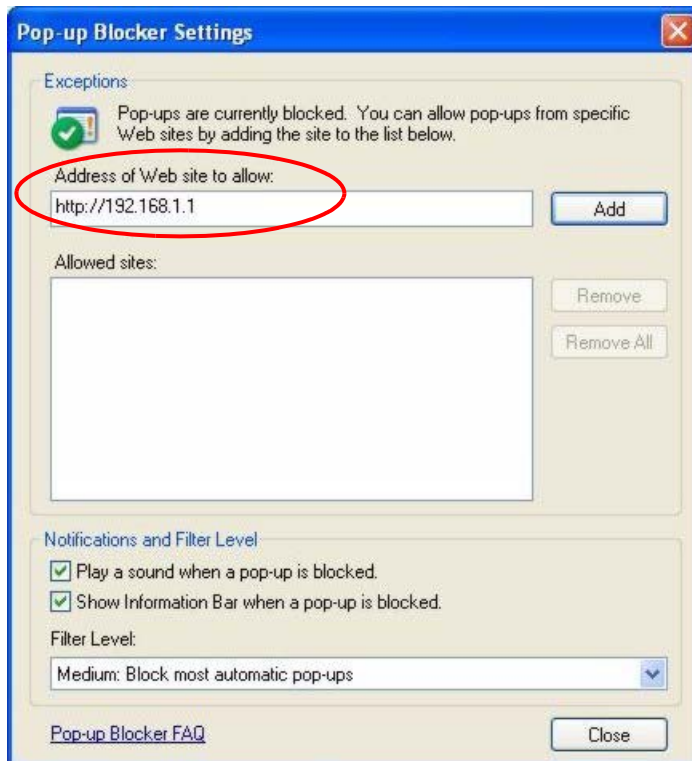 Pop-up Blocker Settings
Exceptions
Pop-ups are currently blocked. You can allow pop-ups from specific
Web sites by adding the site to the list below.
Address of Web site to allow:
http://192.168.1.1
Add
Allowed sites:
Remove
Remove All
Notifications and Filter Level
Play a sound when a pop-up is blocked.
Show Information Bar when a pop-up is blocked.
Filter Level:
Medium: Block most automatic pop-ups
Pop-up Blocker FAQ
Close